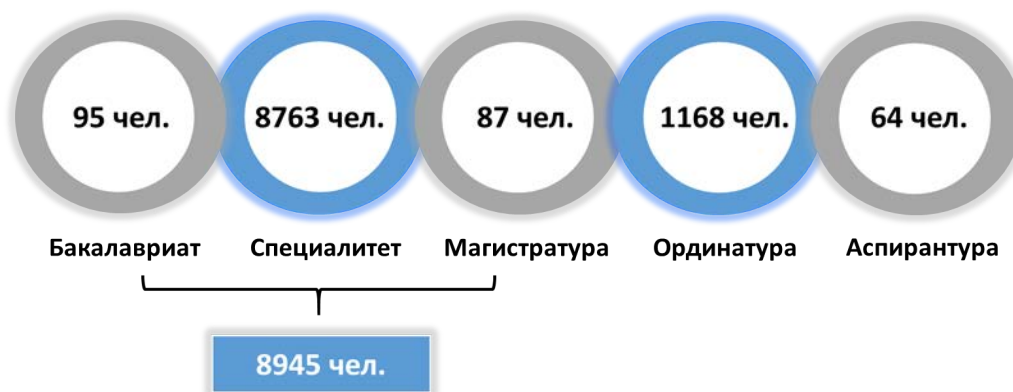 95 чел. 8763 чел. 87 чел. 1168 чел. 64 чел.
Бакалавриат Специалитет Магистратура Ординатура Аспирантура
8945 чел.